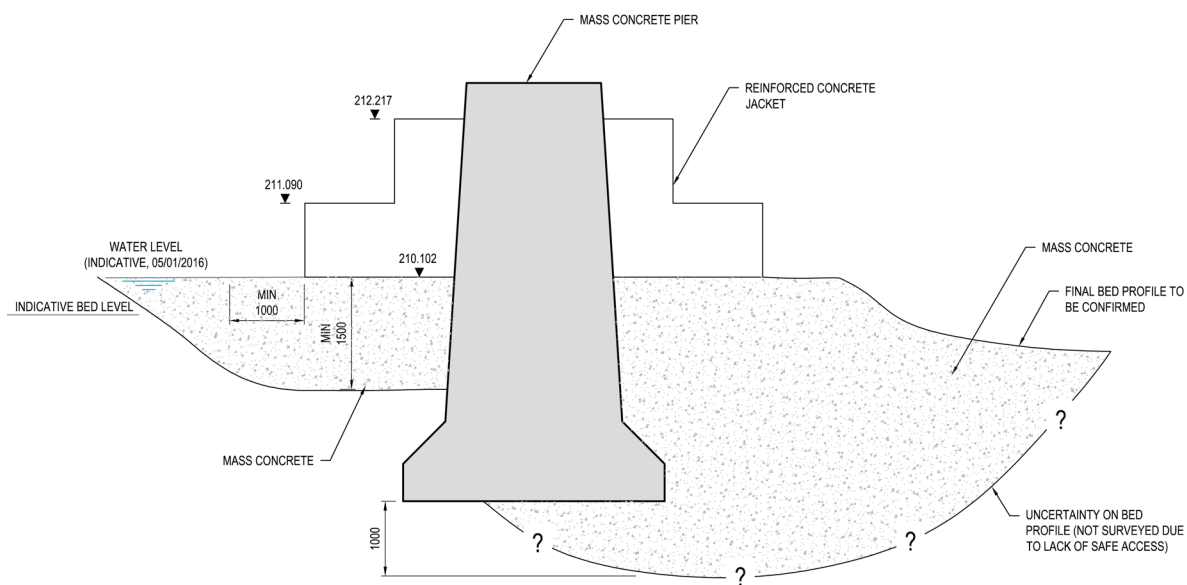 MASS CONCRETE PIER
REINFORCED CONCRETE
JACKET
212.217
211.090
WATER LEVEL
(INDICATIVE, 05/01/2016)
210.102
MASS CONCRETE
INDICATIVE BED LEVEL
MIN
1000
MIN
1500
FINAL BED PROFILE TO
BE CONFIRMED
?
MASS CONCRETE
UNCERTAINTY ON BED
PROFILE (NOT SURVEYED DUE
TO LACK OF SAFE ACCESS)
1000
?
?
?